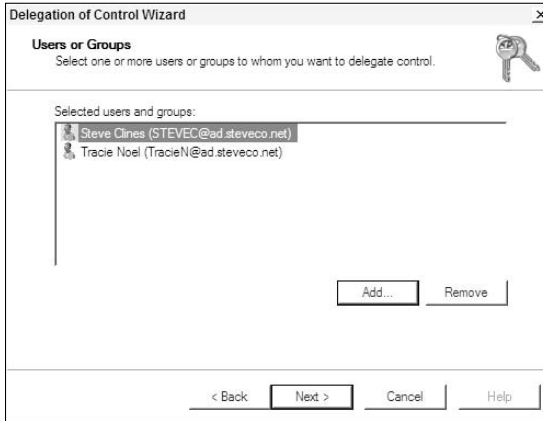 Delegation of Control Wizard
Users or Groups
Select one or more users or groups to whom you want to delegate control.
Selected users and groups:
Steve Clines (STEVEC@ad.steveco.net)
Tracie Noel (TracieN@ad.steveco.net)
Add...
Remove
< Back
Next >
Cancel
Help